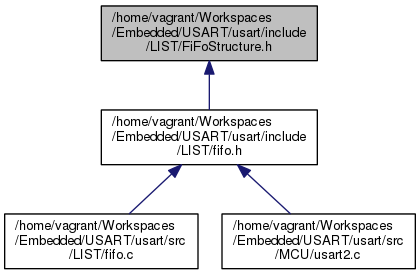 /home/vagrant/Workspaces
/Embedded/USART/usart/include
/LIST/FiFoStructure.h
/home/vagrant/Workspaces
/Embedded/USART/usart/include
/LIST/fifo.h
/home/vagrant/Workspaces
/Embedded/USART/usart/src
/LIST/fifo.c
/home/vagrant/Workspaces
/Embedded/USART/usart/src
/MCU/usart2.c